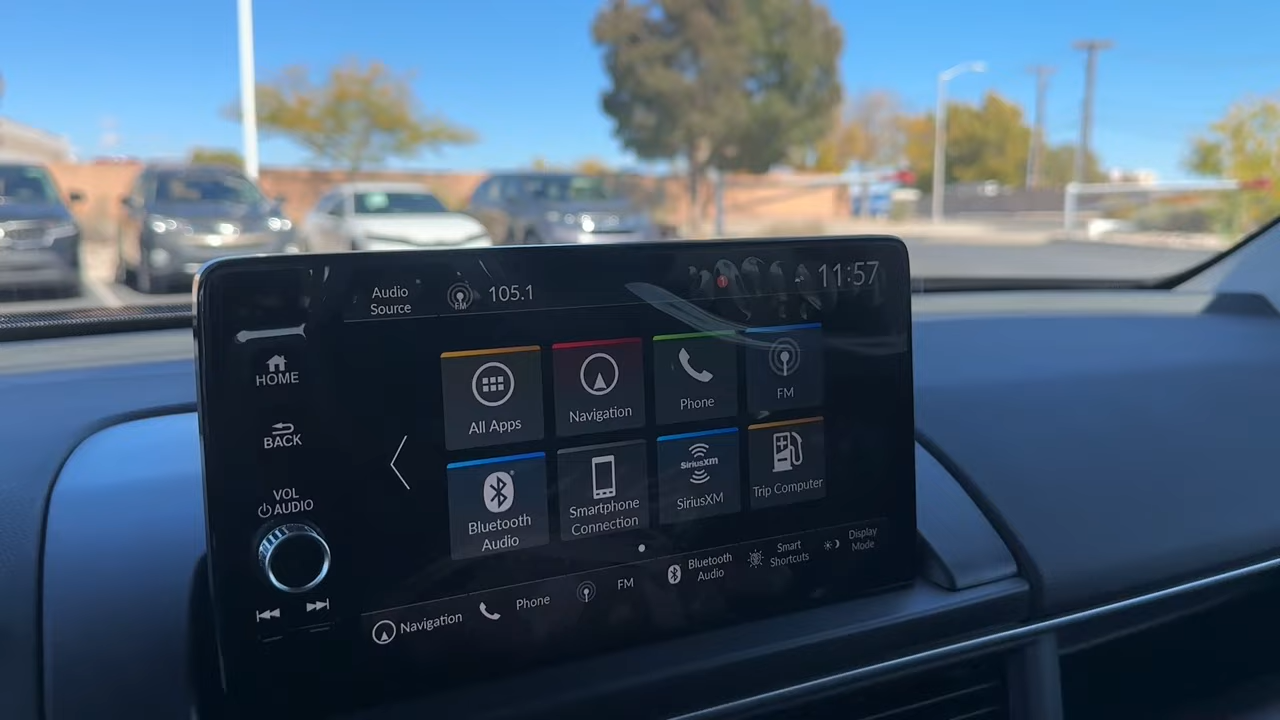 Audio
Source
FM
105.1
11:57
HOME
BACK
VOL
AUDIO
All Apps
Navigation
Phone
FM
Bluetooth
Audio
Smartphone
Connection
SiriusXM
SiriusXM
Trip Computer
Navigation
Phone
FM
Bluetooth
Audio
Smart
Shortcuts
Display
Mode